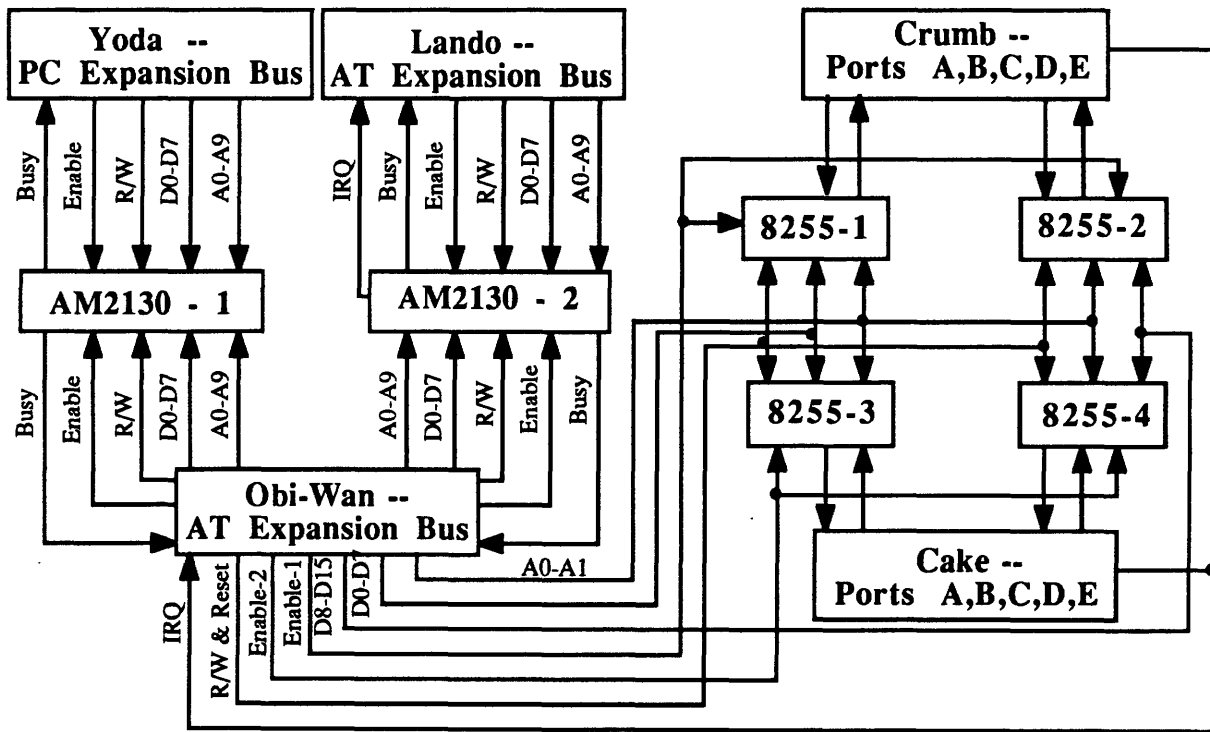 Yoda --
PC Expansion Bus
Lando --
AT Expansion Bus
Crumb --
Ports A,B,C,D,E
Busy
Enable
R/W
D0-D7
A0-A9
IRQ
Busy
Enable
R/W
D0-D7
A0-A9
8255-1
8255-2
AM2130 - 1
AM2130 - 2
Busy
Enable
R/W
D0-D7
A0-A9
A0-A9
D0-D7
R/W
Enable
Busy
8255-3
8255-4
Obi-Wan --
AT Expansion Bus
Cake --
Ports A,B,C,D,E
IRQ
R/W & Reset
Enable-2
Enable-1
D8-D15
D0-D7
A0-A1